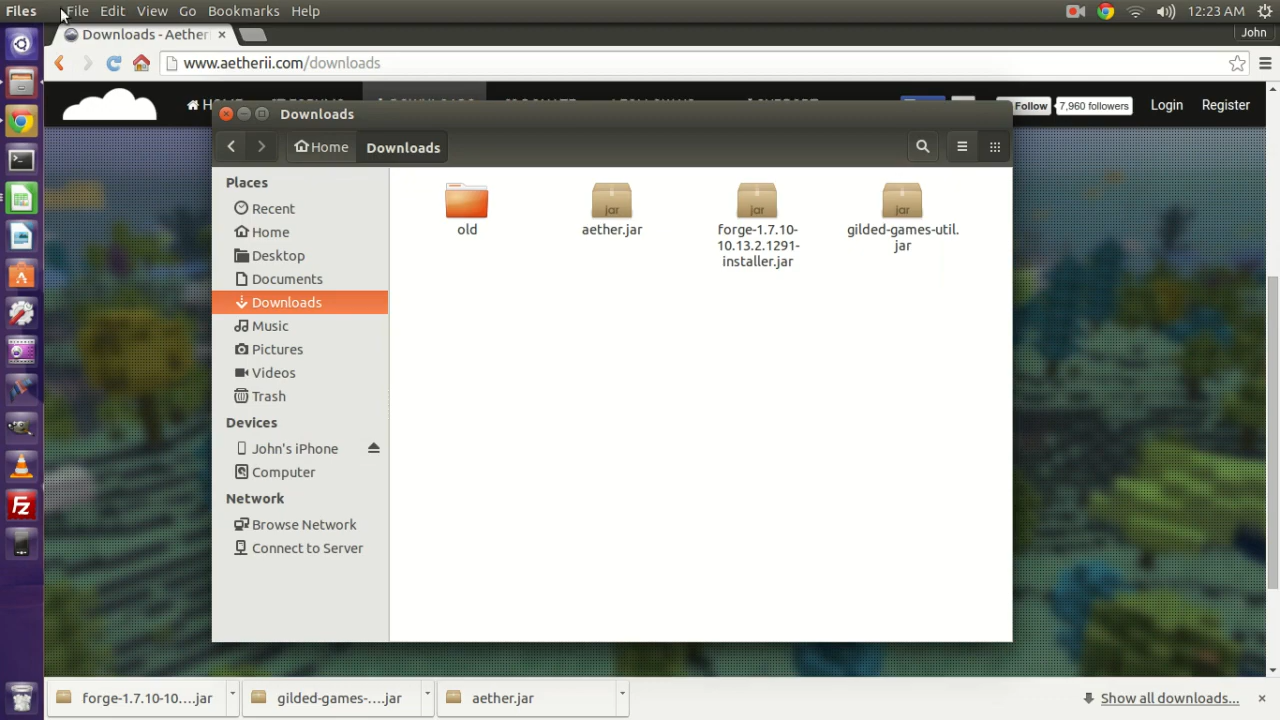 Files File Edit View Go Bookmarks Help 12:23 AM
Downloads - Aether John
www.aetherii.com/downloads
Follow 7,960 followers Login Register
Downloads
Home Downloads
Places
Recent
Home
Desktop
Documents
Downloads
Music
Pictures
Videos
Trash
Devices
John's iPhone
Computer
Network
Browse Network
Connect to Server
old
aether.jar
forge-1.7.10-
10.13.2.1291-
installer.jar
gilded-games-util.
jar
forge-1.7.10-10....jar gilded-games-....jar aether.jar Show all downloads...